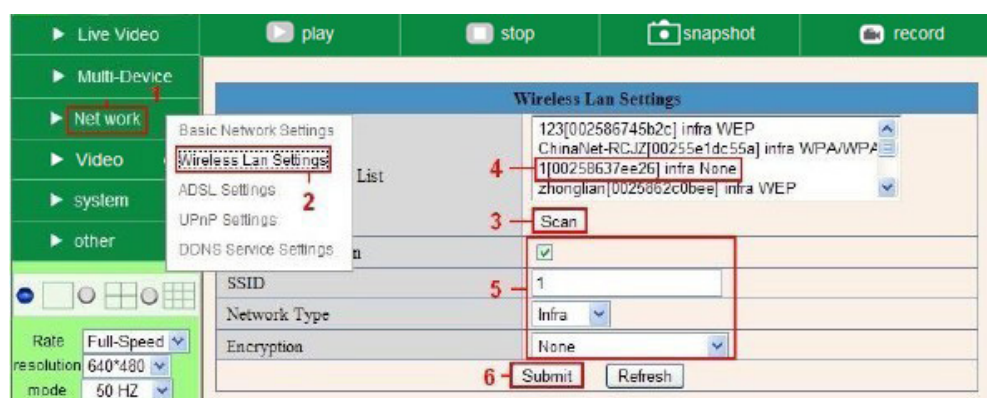 Live Video
play
stop
snapshot
record
Multi-Device
1
Net work
Video
system
other
Basic Network Settings
Wireless Lan Settings
2
ADSL Settings
UPnP Settings
DDNS Service Settings
Wireless Lan Settings
List
123[002586745b2c] infra WEP
ChinaNet-RCJZ[00255e1dc55a] infra WPA/WPA
4
1[00258637ee26] infra None
zhonglian[0025862c0bee] infra WEP
3
Scan
n
5
SSID
1
Network Type
Infra
Encryption
None
6
Submit
Refresh
Rate Full-Speed
resolution 640*480
mode 50 HZ